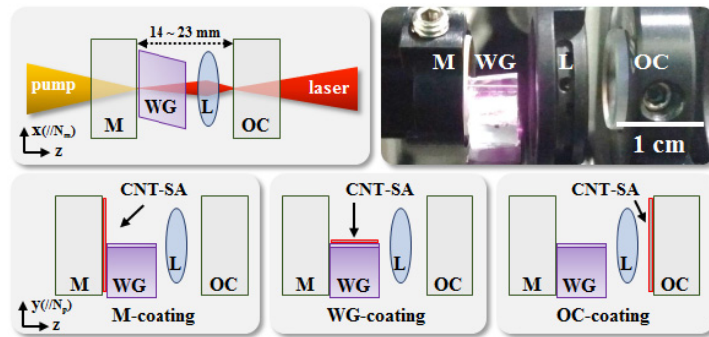 14 ~ 23 mm
pump
WG
L
laser
M
OC
x(//Nm)
z
M WG L OC
1 cm
CNT-SA
M
WG
L
OC
y(//Np)
z
M-coating
CNT-SA
M
WG
L
OC
WG-coating
CNT-SA
M
WG
L
OC
OC-coating